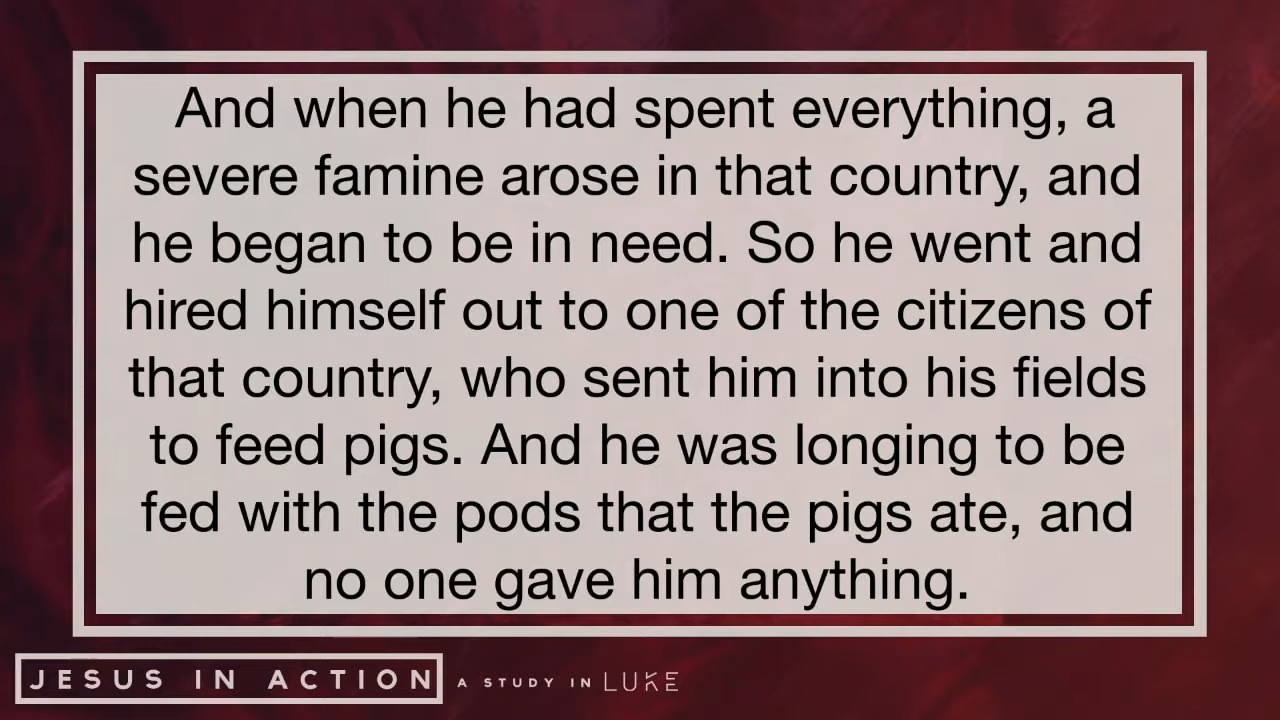 And when he had spent everything, a
severe famine arose in that country, and
he began to be in need. So he went and
hired himself out to one of the citizens of
that country, who sent him into his fields
to feed pigs. And he was longing to be
fed with the pods that the pigs ate, and
no one gave him anything.
JESUS IN ACTION A STUDY IN LUKE